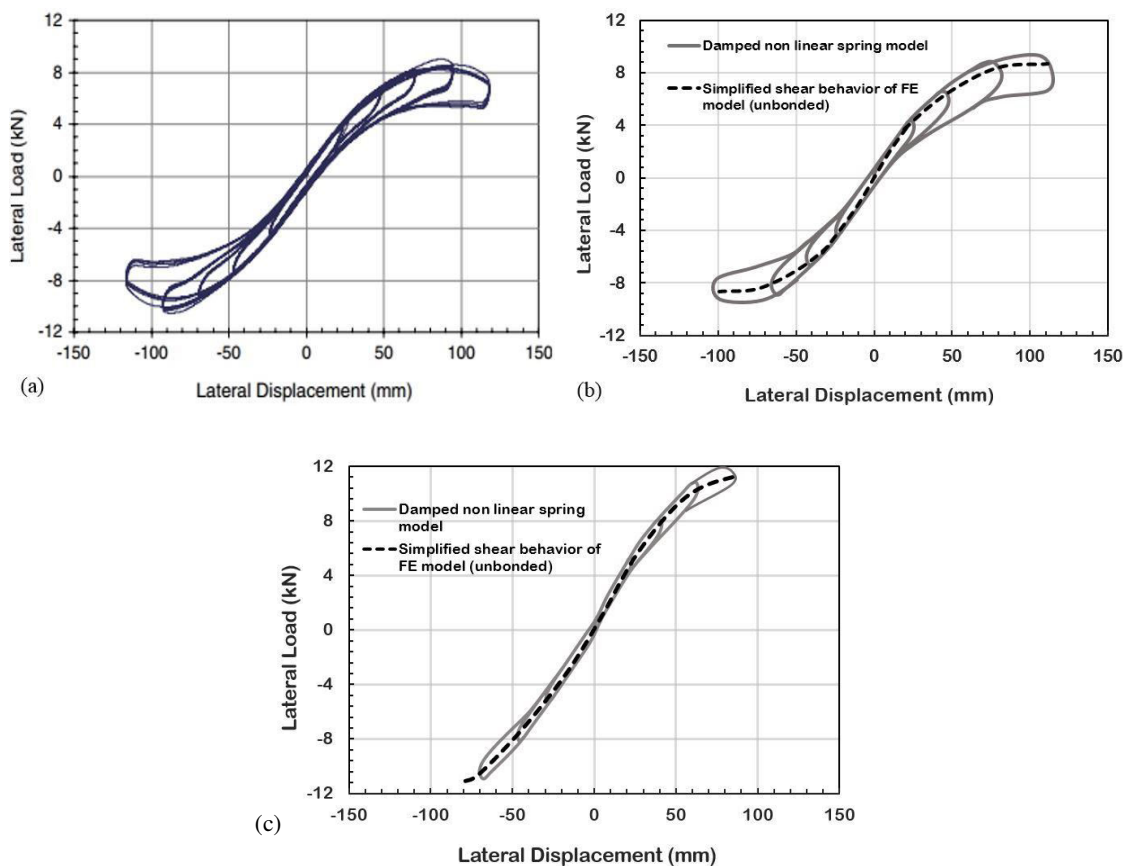 12
8
4
0
-4
-8
-12
-150 -100 -50 0 50 100 150
Lateral Load (kN)
Lateral Displacement (mm)
(a)
12
8
4
0
-4
-8
-12
-150 -100 -50 0 50 100 150
Lateral Load (kN)
Damped non linear spring model
Simplified shear behavior of FE
model (unbonded)
Lateral Displacement (mm)
(b)
12
8
4
0
-4
-8
-12
-150 -100 -50 0 50 100 150
Lateral Load (kN)
Damped non linear spring
model
Simplified shear behavior of
FE model (unbonded)
Lateral Displacement (mm)
(c)